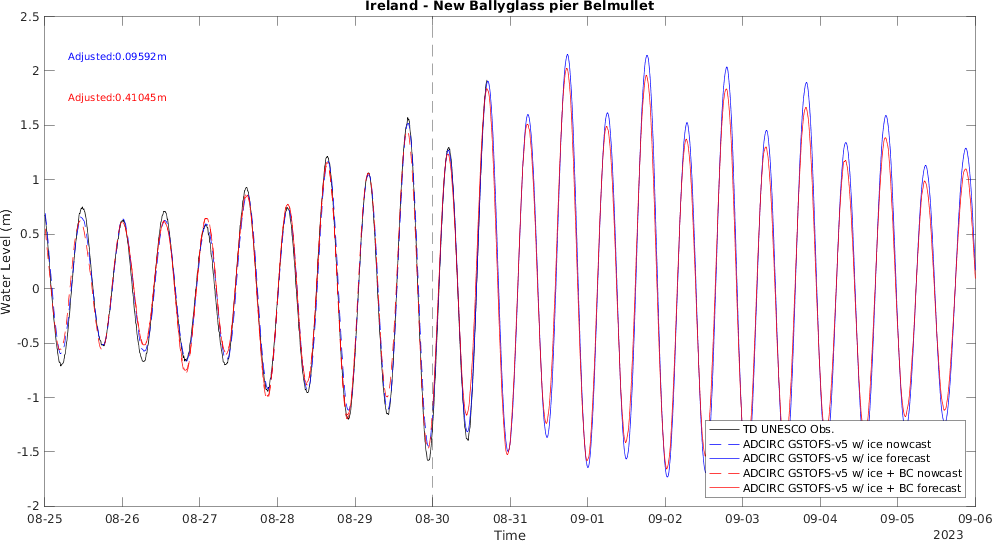 Ireland - New Ballyglass pier Belmullet
Adjusted:0.09592m
Adjusted:0.41045m
Water Level (m)
2.5
2
1.5
1
0.5
0
-0.5
-1
-1.5
-2
TD UNESCO Obs.
ADCIRC GSTOFS-v5 w/ ice nowcast
ADCIRC GSTOFS-v5 w/ ice forecast
ADCIRC GSTOFS-v5 w/ ice + BC nowcast
ADCIRC GSTOFS-v5 w/ ice + BC forecast
08-25 08-26 08-27 08-28 08-29 08-30 08-31 09-01 09-02 09-03 09-04 09-05 09-06
Time
2023